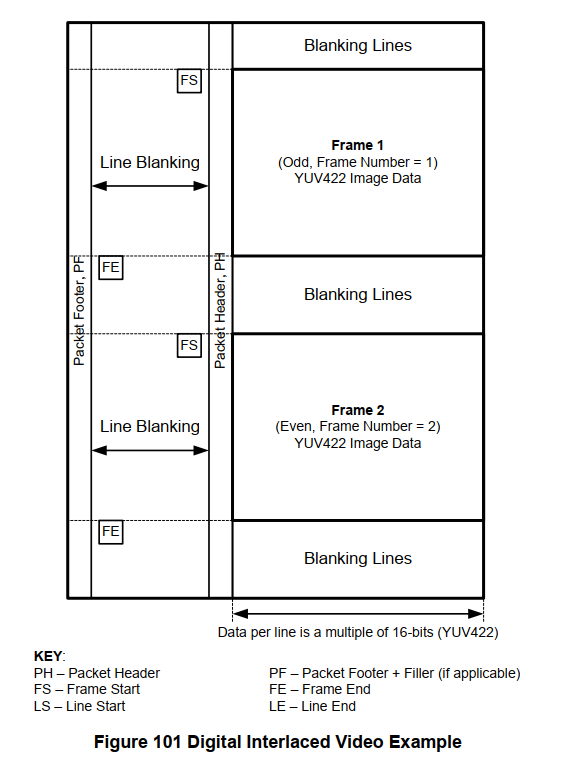 Blanking Lines
FS
Frame 1
(Odd, Frame Number = 1)
YUV422 Image Data
Line Blanking
FE
Packet Footer, PF
Packet Header, PH
Blanking Lines
FS
Frame 2
(Even, Frame Number = 2)
YUV422 Image Data
Line Blanking
FE
Blanking Lines
Data per line is a multiple of 16-bits (YUV422)
KEY:
PH – Packet Header
PF – Packet Footer + Filler (if applicable)
FS – Frame Start
FE – Frame End
LS – Line Start
LE – Line End
Figure 101 Digital Interlaced Video Example